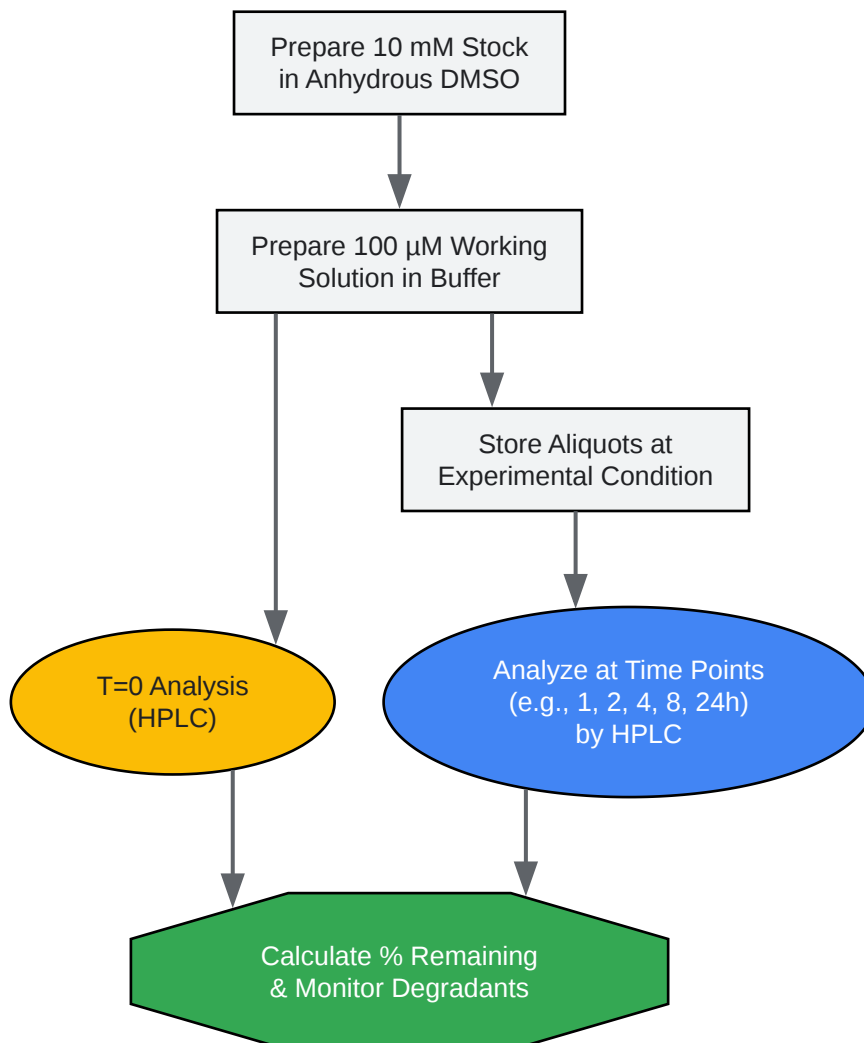 Prepare 10 mM Stock
in Anhydrous DMSO
Prepare 100 µM Working
Solution in Buffer
Store Aliquots at
Experimental Condition
T=0 Analysis
(HPLC)
Analyze at Time Points
(e.g., 1, 2, 4, 8, 24h)
by HPLC
Calculate % Remaining
& Monitor Degradants